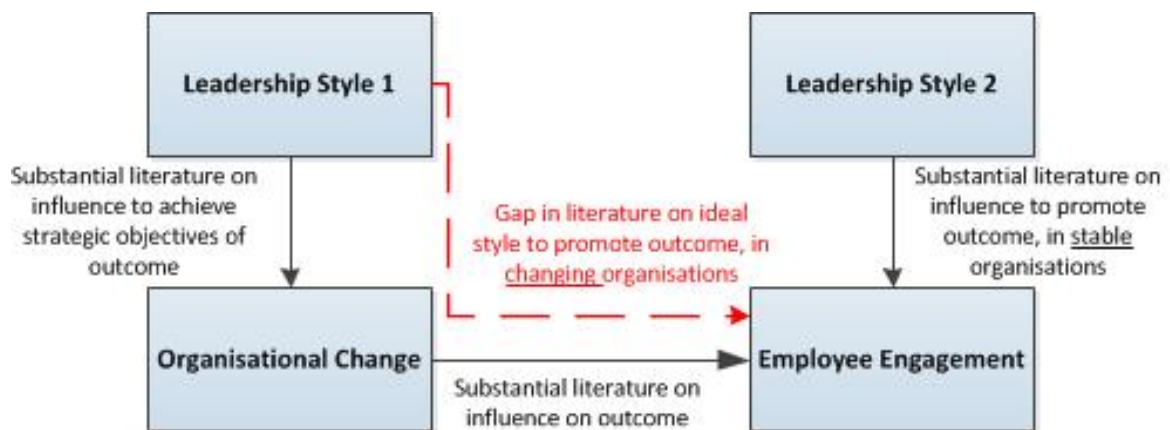 Leadership Style 1
Leadership Style 2
Substantial literature on
influence to achieve
strategic objectives of
outcome
Gap in literature on ideal
style to promote outcome, in
changing organisations
Substantial literature on
influence to promote
outcome, in stable
organisations
Organisational Change
Employee Engagement
Substantial literature on
influence on outcome